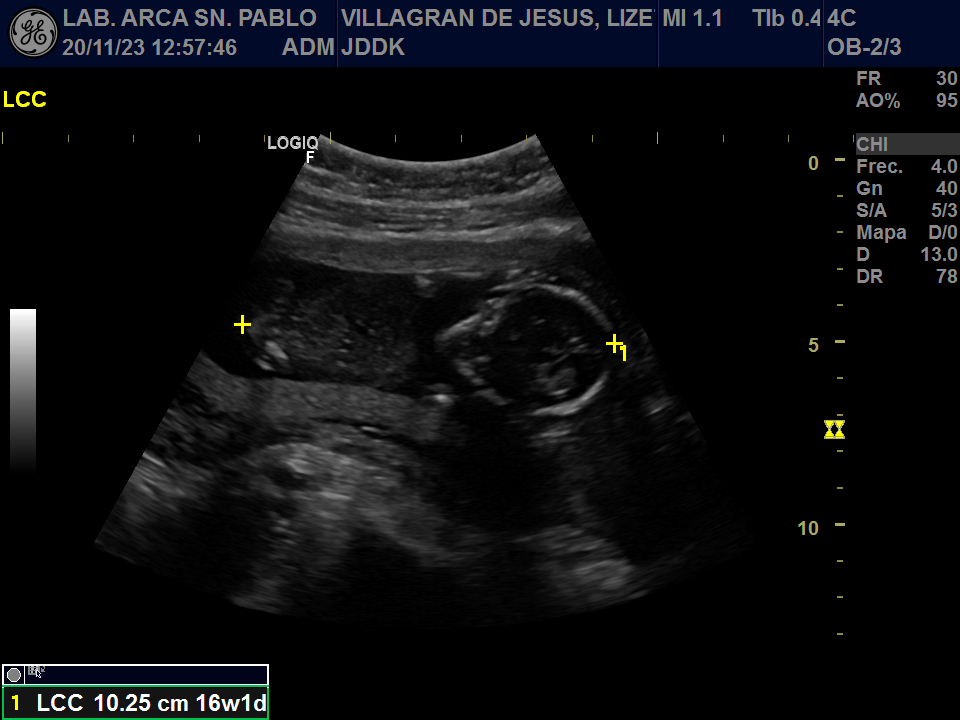 LAB. ARCA SN. PABLO
VILLAGRAN DE JESUS, LIZE
MI 1.1 TIb 0.4
4C
20/11/23 12:57:46 ADM
JDDK
OB-2/3
LCC
FR 30
AO% 95
CHI
Frec. 4.0
Gn 40
S/A 5/3
Mapa D/0
D 13.0
DR 78
LOGIQ
F
0
5
10
1
1 LCC 10.25 cm 16w1d